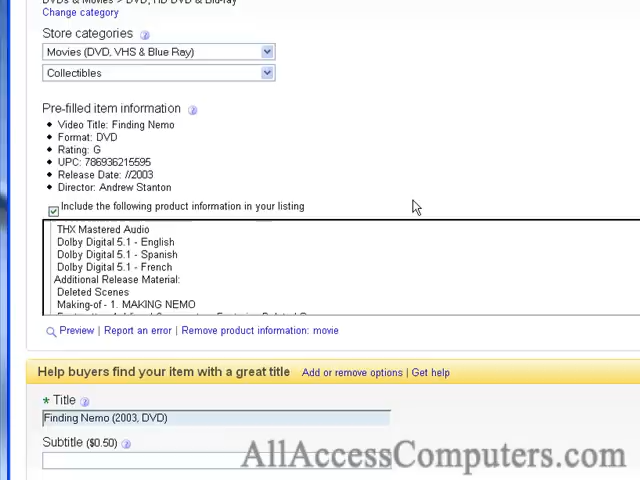 DVDs & Movies > DVD, HD DVD & Blu-ray
Change category
Store categories
Movies (DVD, VHS & Blue Ray)
Collectibles
Pre-filled item information
Video Title: Finding Nemo
Format: DVD
Rating: G
UPC: 786936215595
Release Date: //2003
Director: Andrew Stanton
Include the following product information in your listing
THX Mastered Audio
Dolby Digital 5.1 - English
Dolby Digital 5.1 - Spanish
Dolby Digital 5.1 - French
Additional Release Material:
Deleted Scenes
Making-of - 1. MAKING NEMO
Preview | Report an error | Remove product information: movie
Help buyers find your item with a great title Add or remove options | Get help
* Title
Finding Nemo (2003, DVD)
Subtitle ($0.50)
AllAccessComputers.com